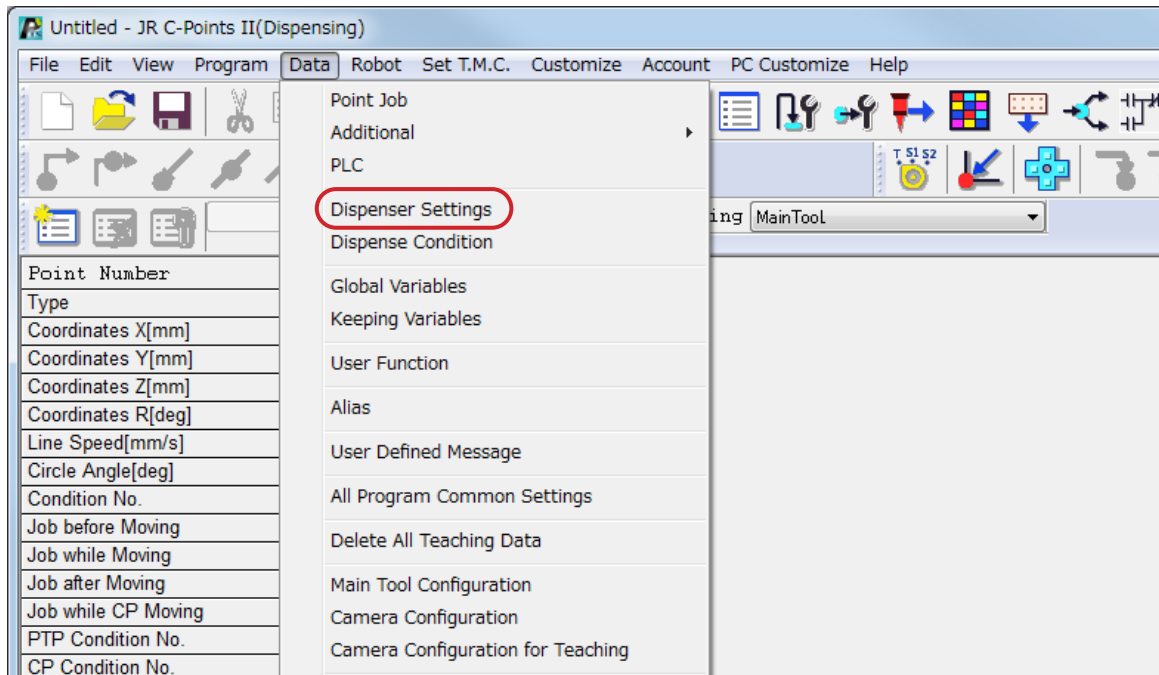 Untitled - JR C-Points II(Dispensing)
File Edit View Program Data Robot Set T.M.C. Customize Account PC Customize Help
Point Job
Additional
PLC
T S1 S2
Dispenser Settings
ing MainTool
Dispense Condition
Point Number
Global Variables
Type
Keeping Variables
Coordinates X[mm]
Coordinates Y[mm]
User Function
Coordinates Z[mm]
Coordinates R[deg]
Alias
Line Speed[mm/s]
User Defined Message
Circle Angle[deg]
Condition No.
All Program Common Settings
Job before Moving
Delete All Teaching Data
Job while Moving
Job after Moving
Main Tool Configuration
Job while CP Moving
Camera Configuration
PTP Condition No.
Camera Configuration for Teaching
CP Condition No.